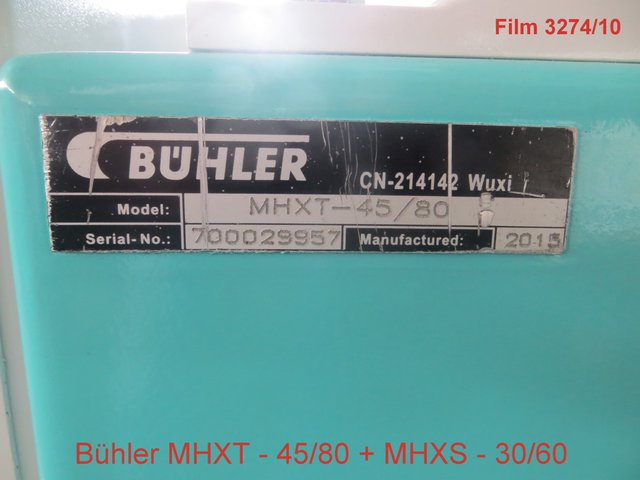 Film 3274/10
BÜHLER
CN-214142 Wuxi
Model: MHXT-45/80
Serial-No.: 700029957 Manufactured: 2015
Bühler MHXT - 45/80 + MHXS - 30/60